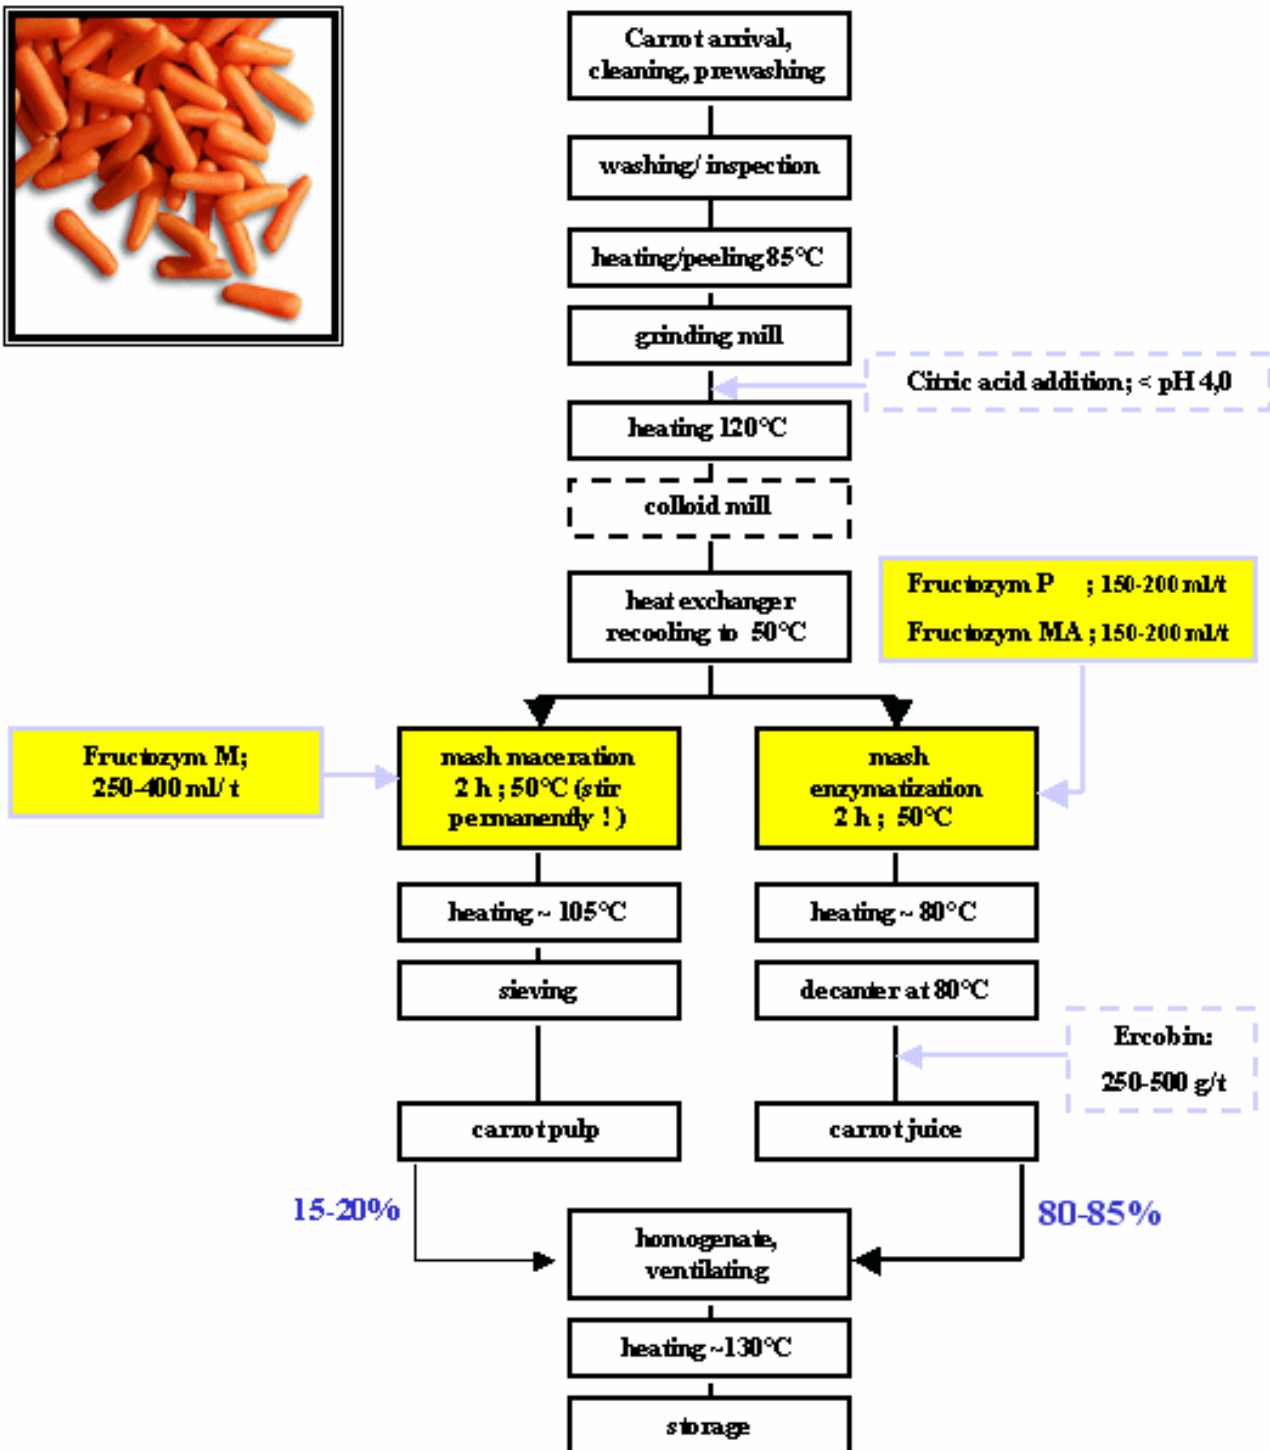 Carrot arrival,
cleaning, prewashing
washing/ inspection
heating/peeling 85°C
grinding mill
Citric acid addition; < pH 4,0
heating 120°C
colloid mill
heat exchanger
recooling to 50°C
Fructozym P ; 150-200 ml/t
Fructozym MA ; 150-200 ml/t
Fructozym M;
250-400 ml/ t
mash maceration
2 h ; 50°C (stir
permanently ! )
mash
enzymatization
2 h ; 50°C
heating ~ 105°C
heating ~ 80°C
sieving
decanter at 80°C
Ercobin:
250-500 g/t
carrot pulp
carrot juice
15-20%
80-85%
homogenate,
ventilating
heating ~130°C
storage